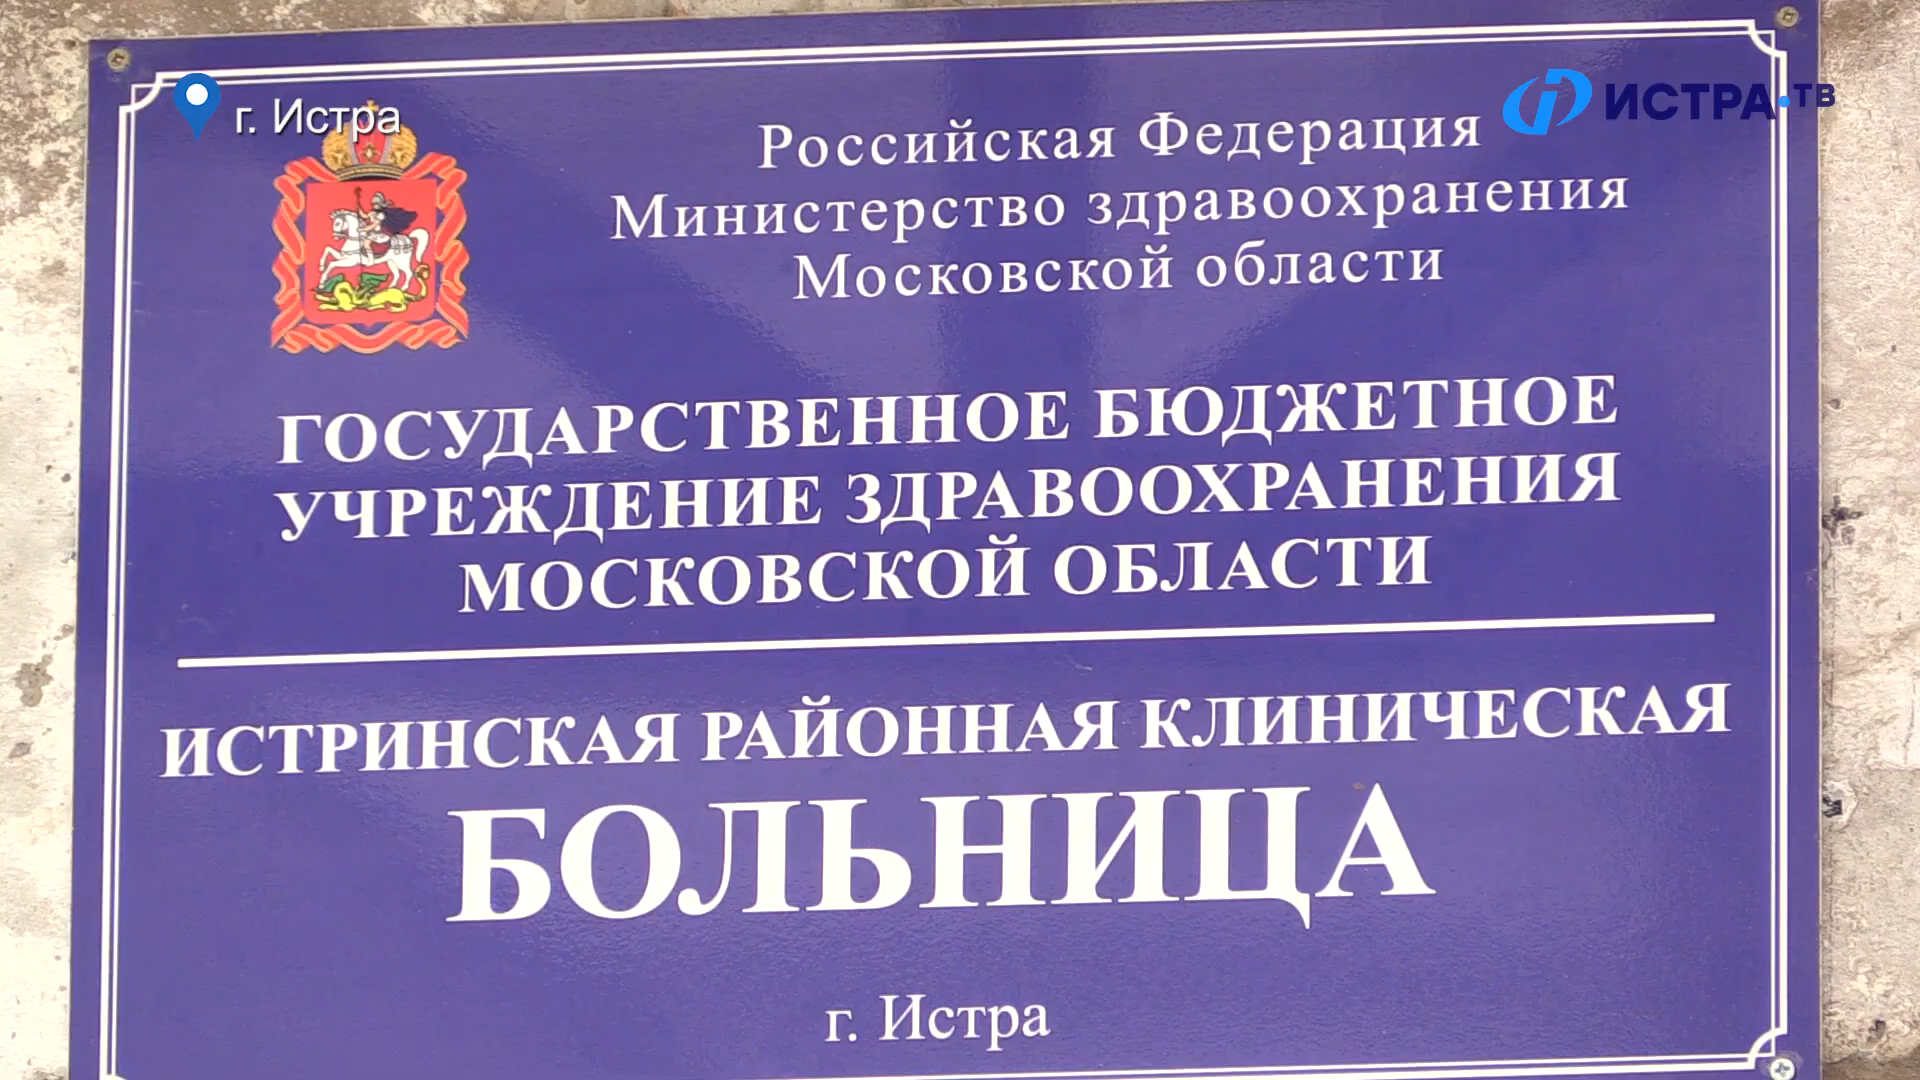 г. Истра
ИСТРА.ТВ
Российская Федерация
Министерство здравоохранения
Московской области
ГОСУДАРСТВЕННОЕ БЮДЖЕТНОЕ
УЧРЕЖДЕНИЕ ЗДРАВООХРАНЕНИЯ
МОСКОВСКОЙ ОБЛАСТИ
ИСТРИНСКАЯ РАЙОННАЯ КЛИНИЧЕСКАЯ
БОЛЬНИЦА
г. Истра